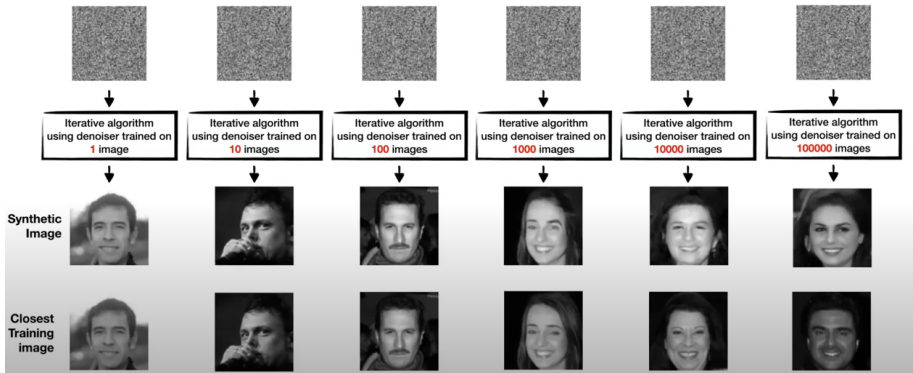 Iterative algorithm
using denoiser trained on
1 image
Iterative algorithm
using denoiser trained on
10 images
Iterative algorithm
using denoiser trained on
100 images
Iterative algorithm
using denoiser trained on
1000 images
Iterative algorithm
using denoiser trained on
10000 images
Iterative algorithm
using denoiser trained on
100000 images
Synthetic
Image
Closest
Training
image